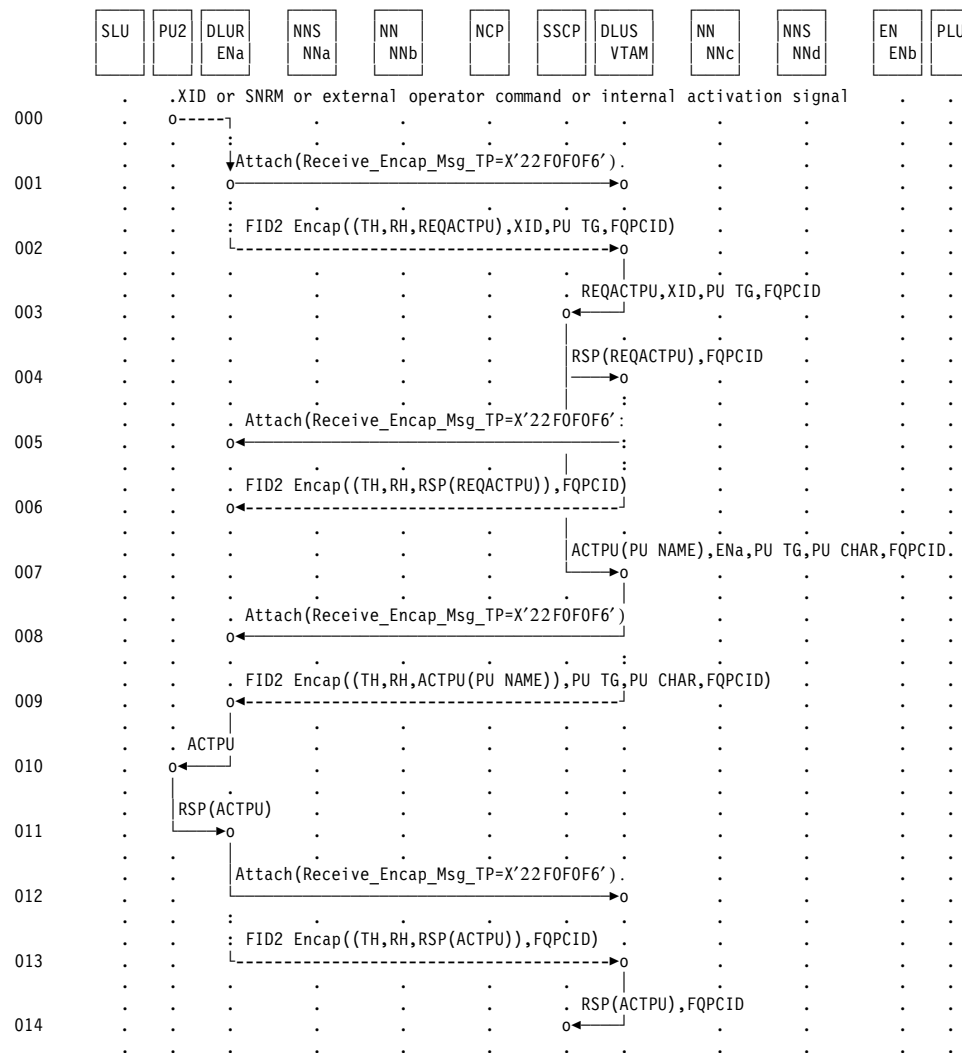 SLU PU2 DLUR NNS NN NCP SSCP DLUS NN NNS EN PLU
ENa NNa NNb VTAM NNc NNd ENb
.XID or SNRM or external operator command or internal activation signal
000
Attach(Receive_Encap_Msg_TP=X′22F0F0F6′).
001
: FID2 Encap((TH,RH,REQACTPU),XID,PU TG,FQPCID)
002
. REQACTPU,XID,PU TG,FQPCID
003
RSP(REQACTPU),FQPCID
004
. Attach(Receive_Encap_Msg_TP=X′22F0F0F6′:
005
. FID2 Encap((TH,RH,RSP(REQACTPU)),FQPCID)
006
ACTPU(PU NAME),ENa,PU TG,PU CHAR,FQPCID.
007
. Attach(Receive_Encap_Msg_TP=X′22F0F0F6′)
008
. FID2 Encap((TH,RH,ACTPU(PU NAME)),PU TG,PU CHAR,FQPCID)
009
. ACTPU
010
RSP(ACTPU)
011
Attach(Receive_Encap_Msg_TP=X′22F0F0F6′).
012
: FID2 Encap((TH,RH,RSP(ACTPU)),FQPCID)
013
. RSP(ACTPU),FQPCID
014